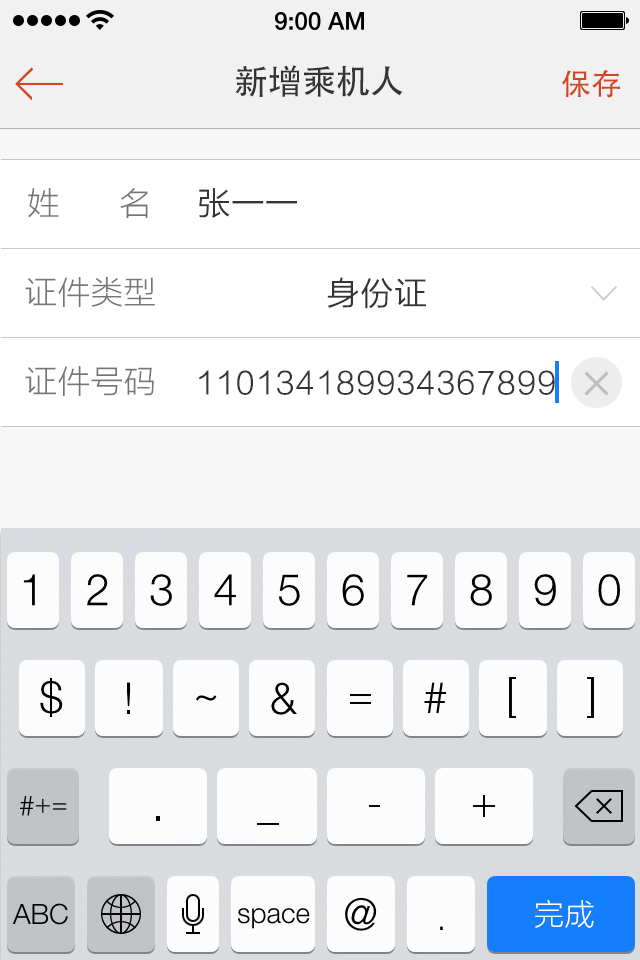 9:00 AM
新增乘机人
保存
姓 名 张一一
证件类型 身份证
证件号码 110134189934367899
1 2 3 4 5 6 7 8 9 0
$ ! ~ & = # [ ]
#+= . _ - +
ABC space @ . 完成